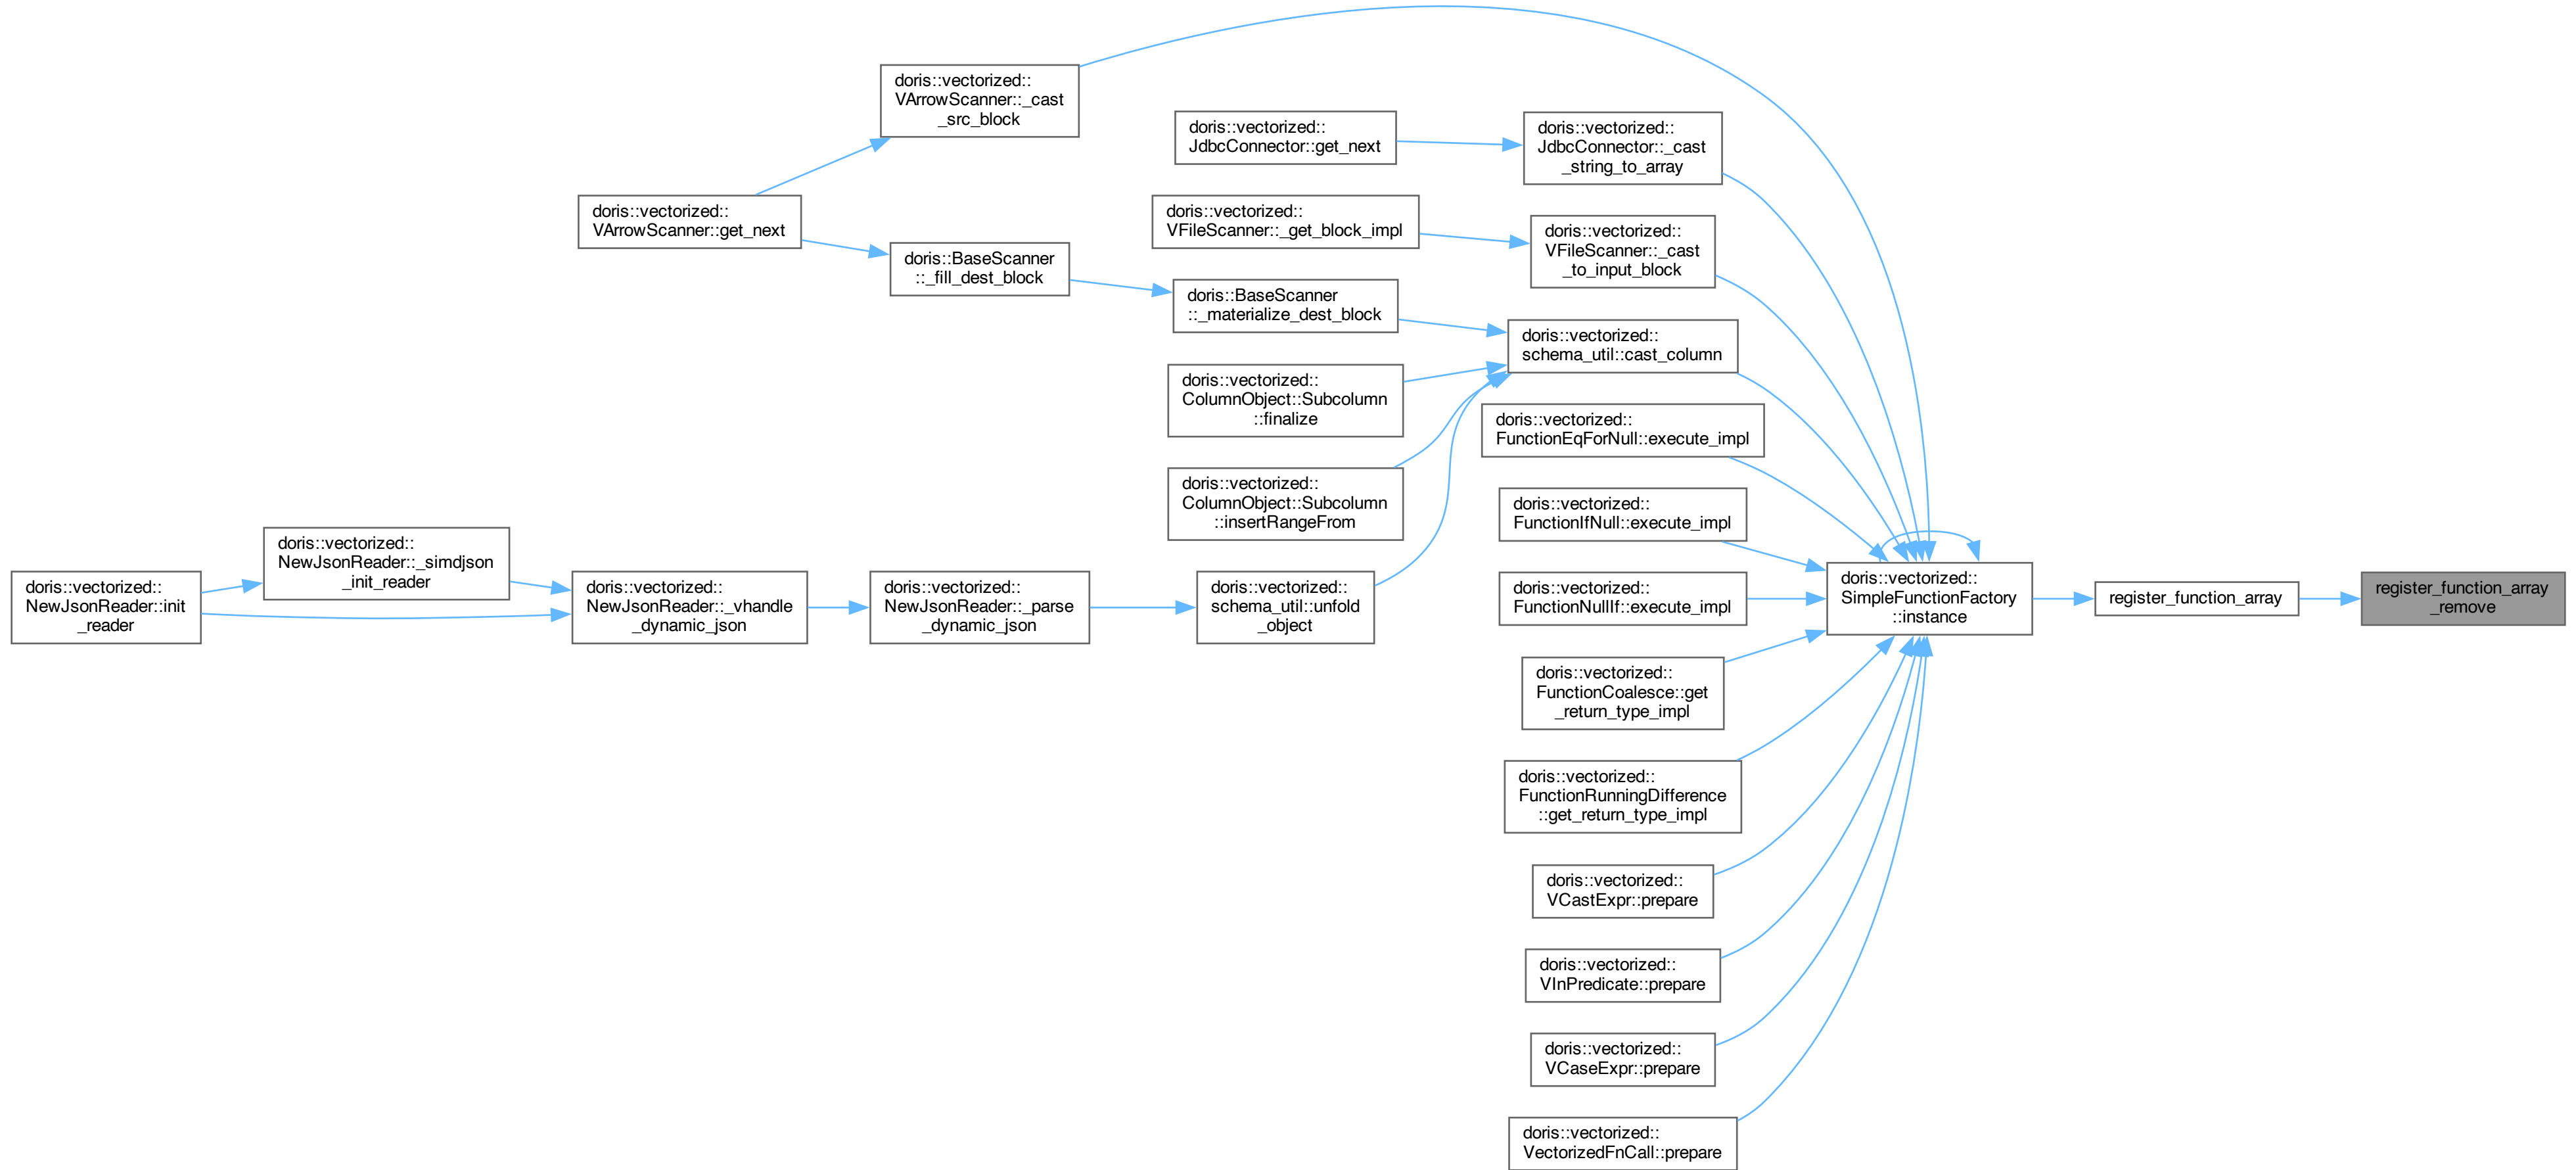 doris::vectorized::
VArrowScanner::_cast
_src_block
doris::vectorized::
JdbcConnector::get_next
doris::vectorized::
JdbcConnector::_cast
_string_to_array
doris::vectorized::
VArrowScanner::get_next
doris::vectorized::
VFileScanner::_get_block_impl
doris::vectorized::
VFileScanner::_cast
_to_input_block
doris::BaseScanner
::_fill_dest_block
doris::BaseScanner
::_materialize_dest_block
doris::vectorized::
schema_util::cast_column
doris::vectorized::
ColumnObject::Subcolumn
::finalize
doris::vectorized::
FunctionEqForNull::execute_impl
doris::vectorized::
ColumnObject::Subcolumn
::insertRangeFrom
doris::vectorized::
FunctionIfNull::execute_impl
doris::vectorized::
NewJsonReader::init
_reader
doris::vectorized::
NewJsonReader::_simdjson
_init_reader
doris::vectorized::
NewJsonReader::_vhandle
_dynamic_json
doris::vectorized::
NewJsonReader::_parse
_dynamic_json
doris::vectorized::
schema_util::unfold
_object
doris::vectorized::
FunctionNullIf::execute_impl
doris::vectorized::
SimpleFunctionFactory
::instance
register_function_array
register_function_array
_remove
doris::vectorized::
FunctionCoalesce::get
_return_type_impl
doris::vectorized::
FunctionRunningDifference
::get_return_type_impl
doris::vectorized::
VCastExpr::prepare
doris::vectorized::
VInPredicate::prepare
doris::vectorized::
VCaseExpr::prepare
doris::vectorized::
VectorizedFnCall::prepare